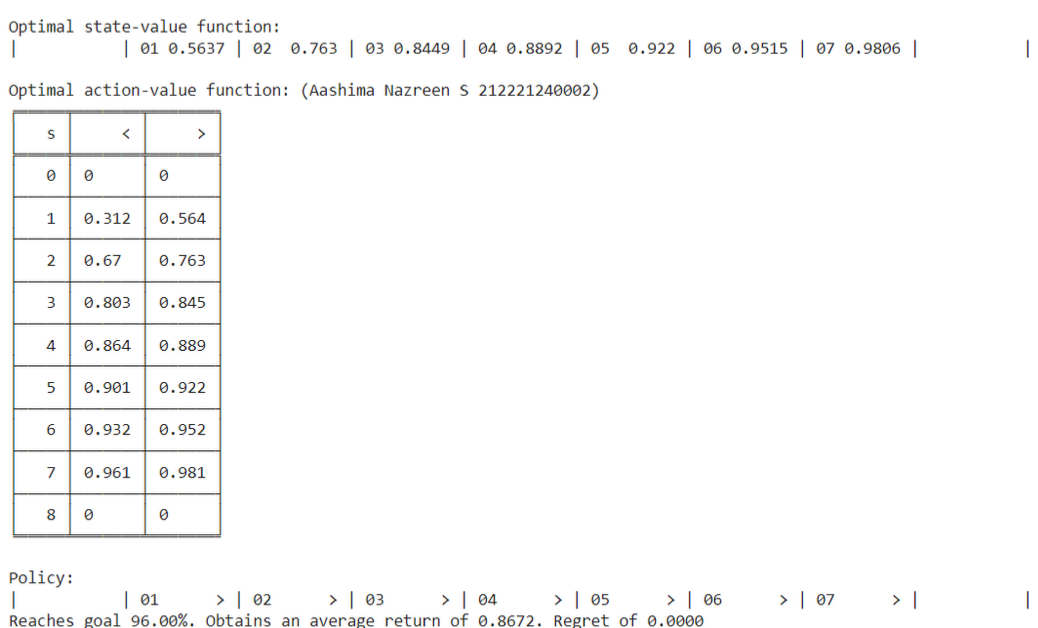 Optimal state-value function:
|           | 01 0.5637 | 02  0.763 | 03 0.8449 | 04 0.8892 | 05  0.922 | 06 0.9515 | 07 0.9806 |           |
Optimal action-value function: (Aashima Nazreen S 212221240002)
s < >
0 0 0
1 0.312 0.564
2 0.67 0.763
3 0.803 0.845
4 0.864 0.889
5 0.901 0.922
6 0.932 0.952
7 0.961 0.981
8 0 0
Policy:
|           | 01      > | 02      > | 03      > | 04      > | 05      > | 06      > | 07      > |           |
Reaches goal 96.00%. Obtains an average return of 0.8672. Regret of 0.0000